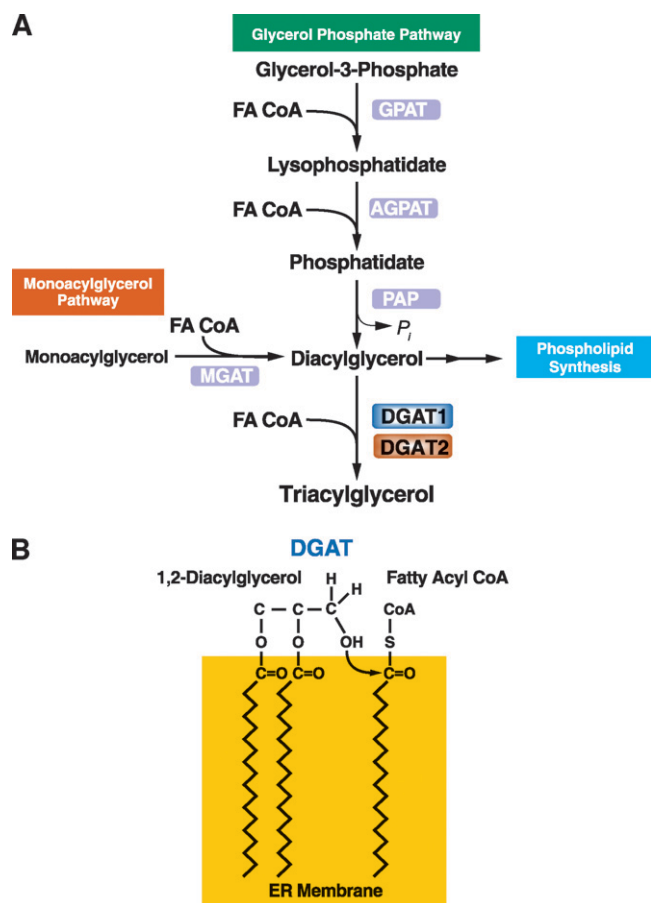 A
Glycerol Phosphate Pathway
Glycerol-3-Phosphate
FA CoA
GPAT
Lysophosphatidate
FA CoA
AGPAT
Phosphatidate
Monoacylglycerol
Pathway
PAP
Pi
FA CoA
Monoacylglycerol
MGAT
Diacylglycerol
Phospholipid
Synthesis
FA CoA
DGAT1
DGAT2
Triacylglycerol
B
DGAT
1,2-Diacylglycerol
Fatty Acyl CoA
H
H
C C C CoA
O O OH S
C=O C=O C=O
ER Membrane